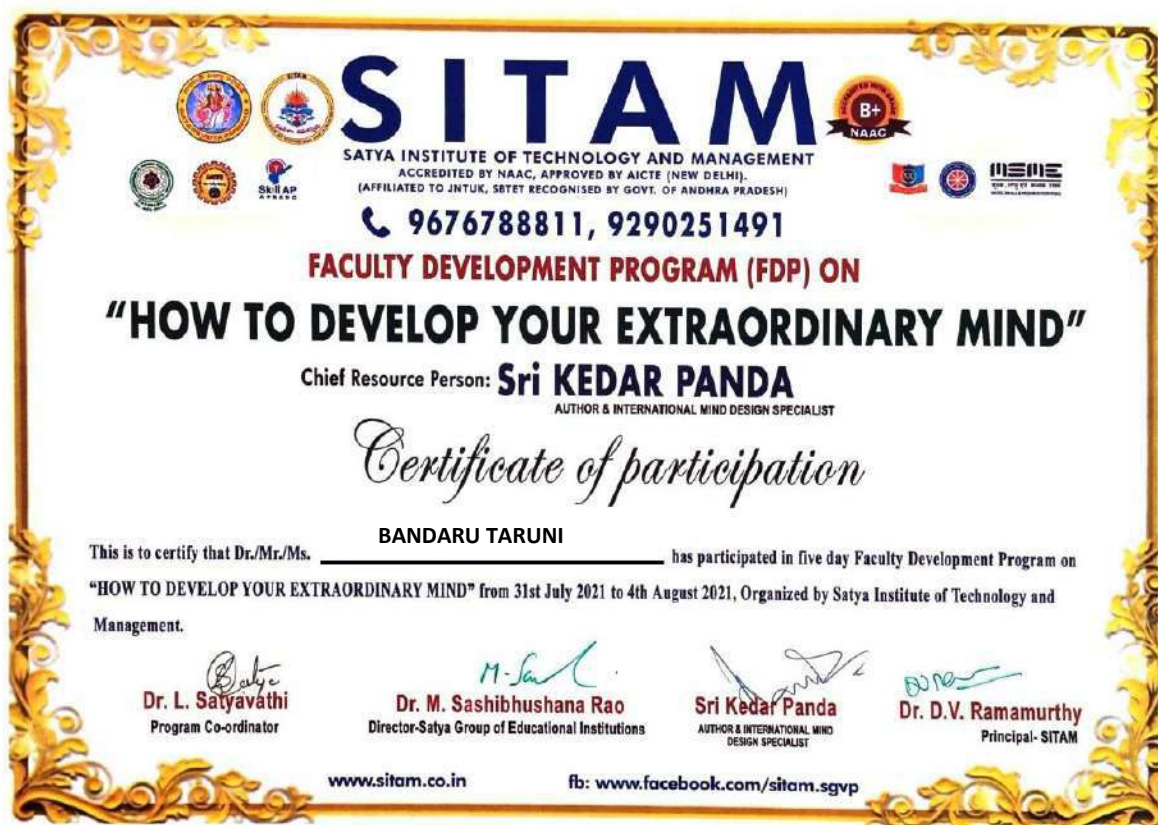 SITAM
SITAM
B+
NAAC
SATYA INSTITUTE OF TECHNOLOGY AND MANAGEMENT
ACCREDITED BY NAAC, APPROVED BY AICTE (NEW DELHI).
(AFFILIATED TO JNTUK, SBTET RECOGNISED BY GOVT. OF ANDHRA PRADESH)
Skill AP
APSSDC
MSME
9676788811, 9290251491
FACULTY DEVELOPMENT PROGRAM (FDP) ON
"HOW TO DEVELOP YOUR EXTRAORDINARY MIND"
Chief Resource Person: Sri KEDAR PANDA
AUTHOR & INTERNATIONAL MIND DESIGN SPECIALIST
Certificate of participation
BANDARU TARUNI
This is to certify that Dr./Mr./Ms. has participated in five day Faculty Development Program on
"HOW TO DEVELOP YOUR EXTRAORDINARY MIND" from 31st July 2021 to 4th August 2021, Organized by Satya Institute of Technology and
Management.
Dr. L. Satyavathi
Program Co-ordinator
Dr. M. Sashibhushana Rao
Director-Satya Group of Educational Institutions
Sri Kedar Panda
AUTHOR & INTERNATIONAL MIND
DESIGN SPECIALIST
Dr. D.V. Ramamurthy
Principal- SITAM
www.sitam.co.in
fb: www.facebook.com/sitam.sgvp